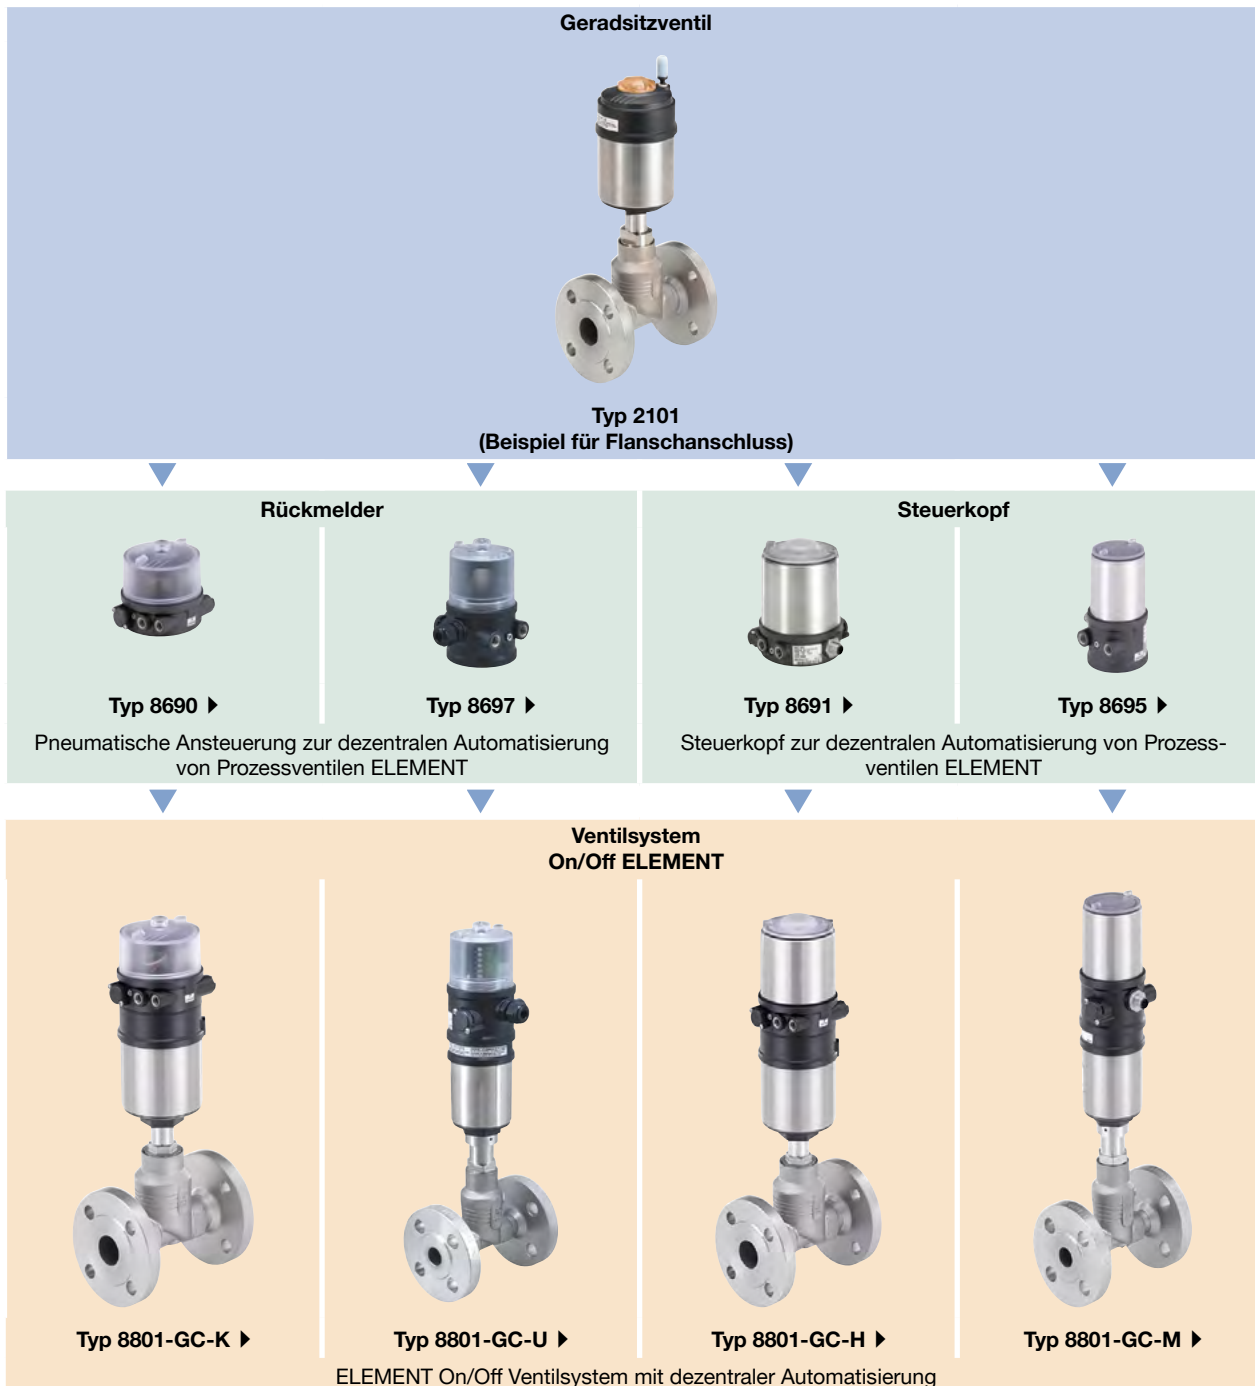 Geradsitzventil
Typ 2101
(Beispiel für Flanschanschluss)
Rückmelder
Steuerkopf
Typ 8690
Typ 8697
Typ 8691
Typ 8695
Pneumatische Ansteuerung zur dezentralen Automatisierung
von Prozessventilen ELEMENT
Steuerkopf zur dezentralen Automatisierung von Prozess-
ventilen ELEMENT
Ventilsystem
On/Off ELEMENT
Typ 8801-GC-K
Typ 8801-GC-U
Typ 8801-GC-H
Typ 8801-GC-M
ELEMENT On/Off Ventilsystem mit dezentraler Automatisierung